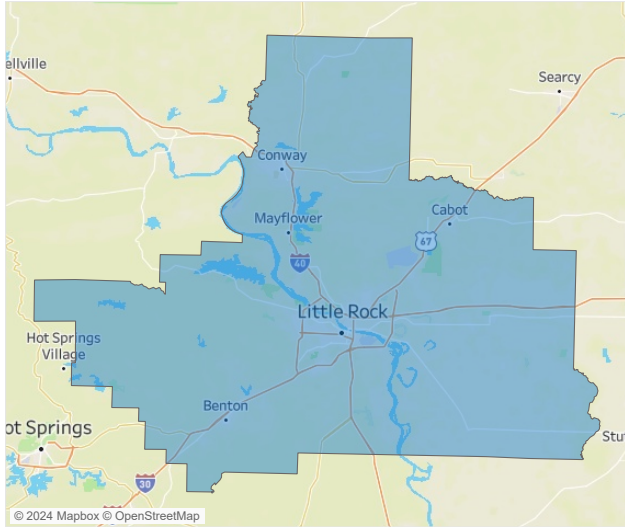 ellville
Searcy
Conway
Mayflower
Cabot
67
40
Little Rock
Hot Springs
Village
Benton
ot Springs
Stu
30
© 2024 Mapbox © OpenStreetMap